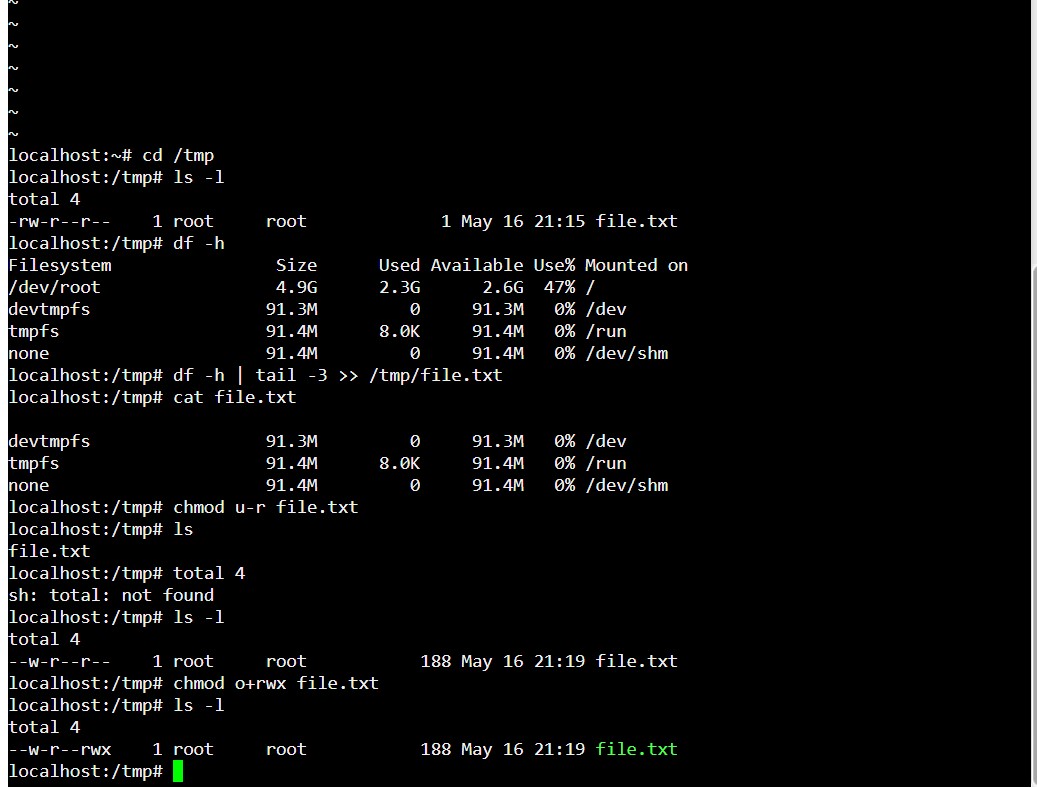 ~
~
~
~
~
~
~
localhost:~# cd /tmp
localhost:/tmp# ls -l
total 4
-rw-r--r--    1 root     root             1 May 16 21:15 file.txt
localhost:/tmp# df -h
Filesystem                Size      Used Available Use% Mounted on
/dev/root                 4.9G      2.3G      2.6G  47% /
devtmpfs                 91.3M         0     91.3M   0% /dev
tmpfs                    91.4M      8.0K     91.4M   0% /run
none                     91.4M         0     91.4M   0% /dev/shm
localhost:/tmp# df -h | tail -3 >> /tmp/file.txt
localhost:/tmp# cat file.txt

devtmpfs                 91.3M         0     91.3M   0% /dev
tmpfs                    91.4M      8.0K     91.4M   0% /run
none                     91.4M         0     91.4M   0% /dev/shm
localhost:/tmp# chmod u-r file.txt
localhost:/tmp# ls
file.txt
localhost:/tmp# total 4
sh: total: not found
localhost:/tmp# ls -l
total 4
--w-r--r--    1 root     root           188 May 16 21:19 file.txt
localhost:/tmp# chmod o+rwx file.txt
localhost:/tmp# ls -l
total 4
--w-r--rwx    1 root     root           188 May 16 21:19 file.txt
localhost:/tmp#